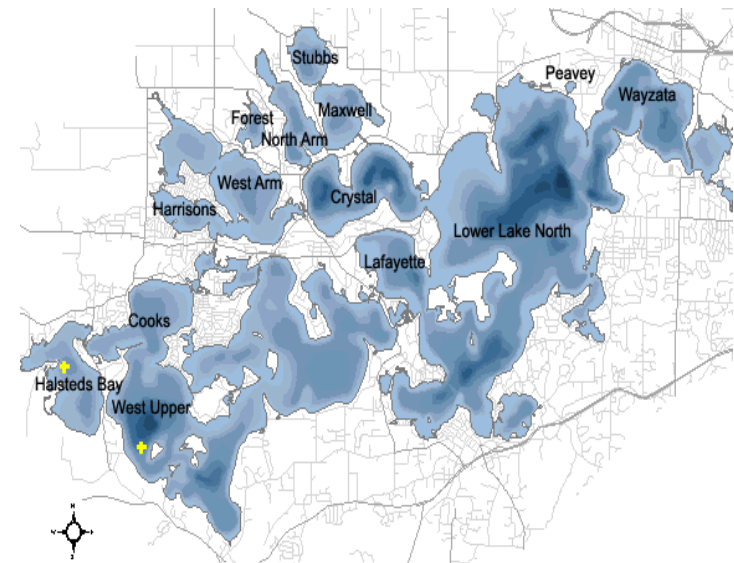 Stubbs
Peavey
Wayzata
Maxwell
Forest
North Arm
West Arm
Crystal
Harrisons
Lower Lake North
Lafayette
Cooks
Halsteds Bay
West Upper
N